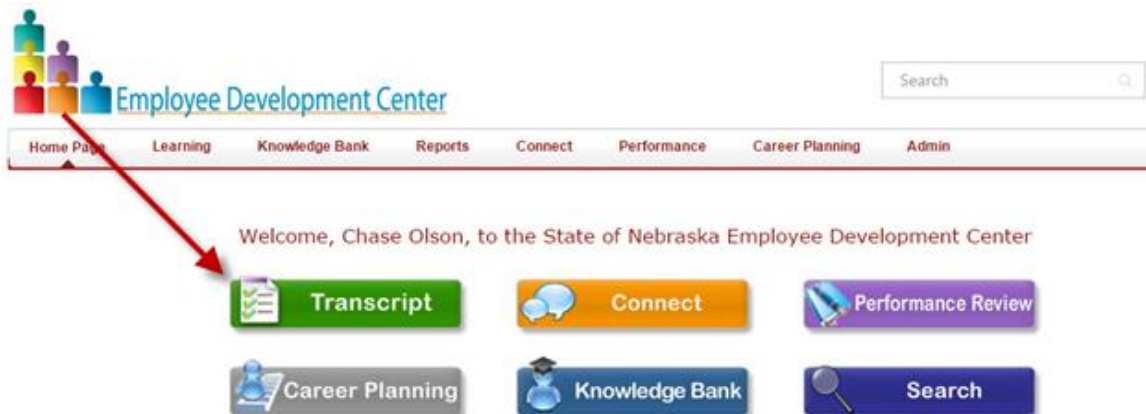 Employee Development Center
Search
Home Page Learning Knowledge Bank Reports Connect Performance Career Planning Admin
Welcome, Chase Olson, to the State of Nebraska Employee Development Center
Transcript Connect Performance Review
Career Planning Knowledge Bank Search